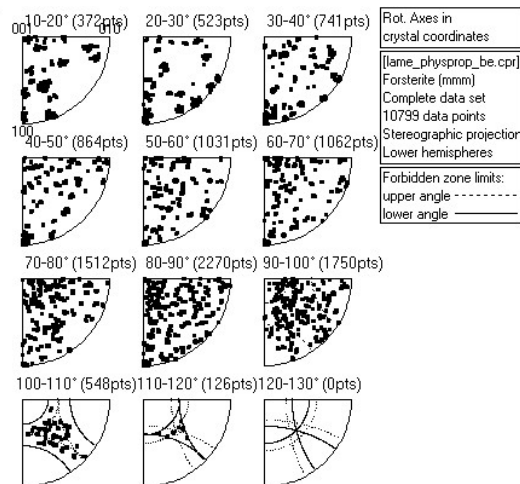 10-20° (372pts) 20-30° (523pts) 30-40° (741pts)
001 010
100
40-50° (864pts) 50-60° (1031pts) 60-70° (1062pts)
70-80° (1512pts) 80-90° (2270pts) 90-100° (1750pts)
100-110° (548pts) 110-120° (126pts) 120-130° (0pts)
Rot. Axes in
crystal coordinates
[lame_physprop_be.cpr]
Forsterite (mmm)
Complete data set
10799 data points
Stereographic projection
Lower hemispheres
Forbidden zone limits:
upper angle
lower angle